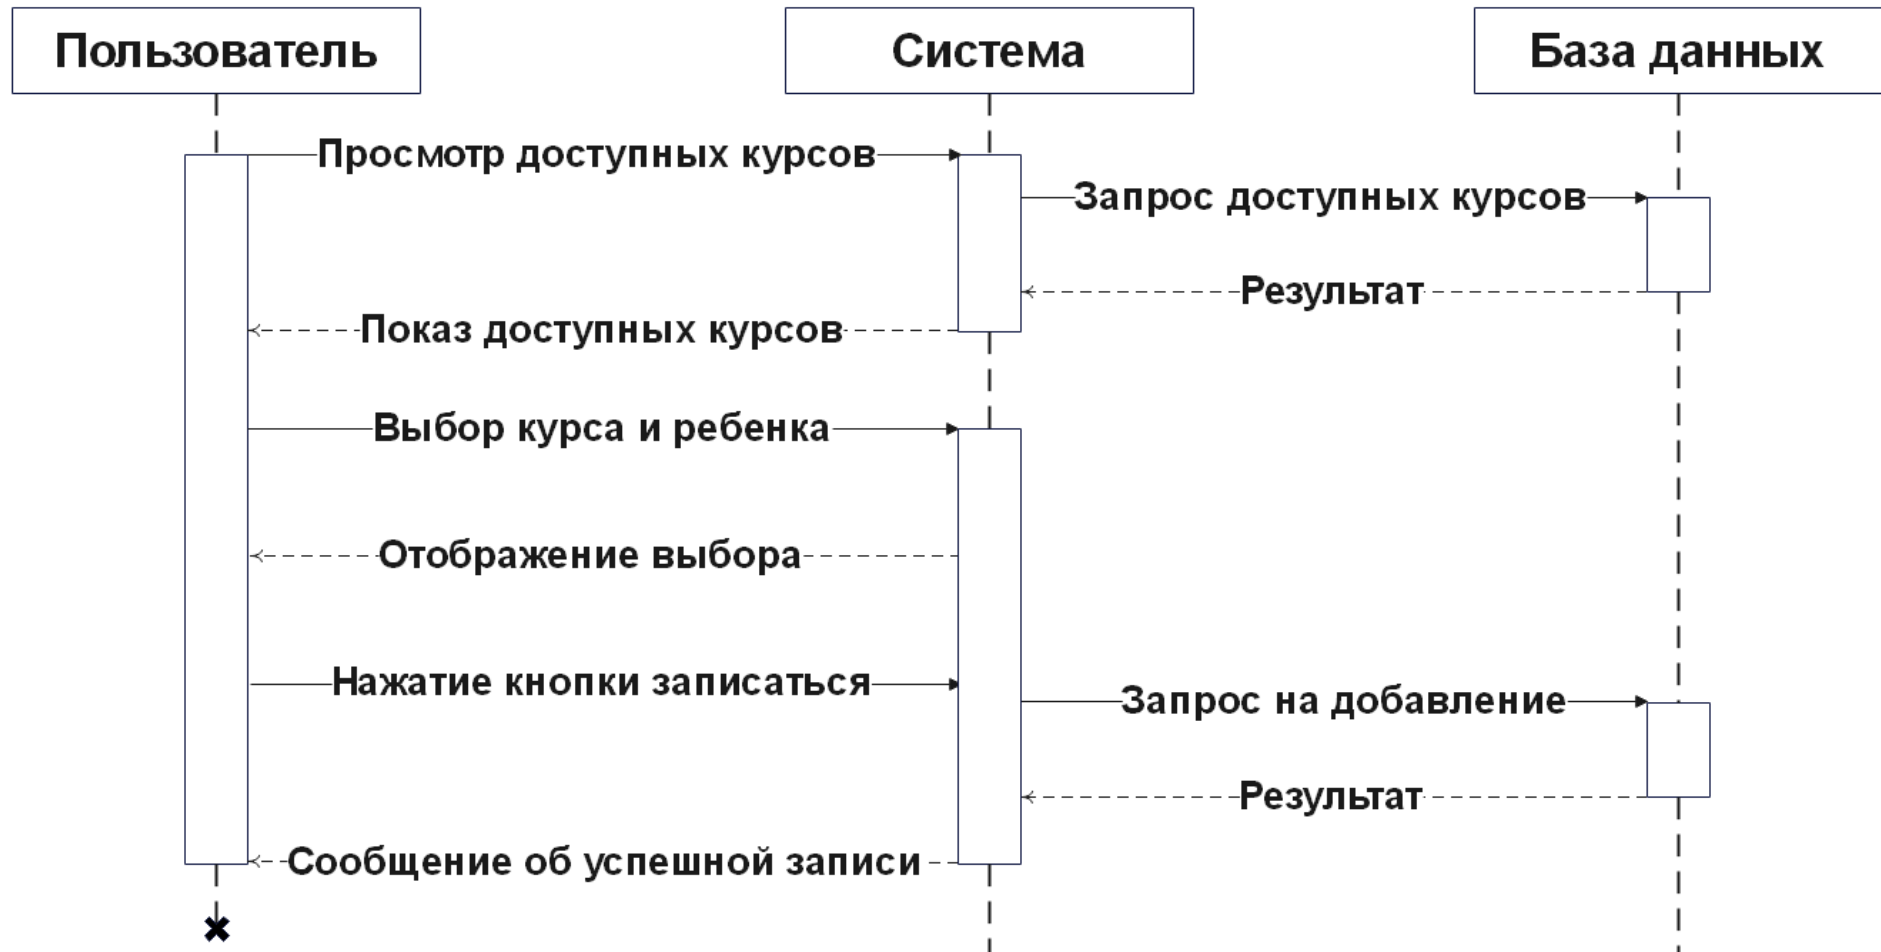 Пользователь
Система
База данных
Просмотр доступных курсов
Запрос доступных курсов
Результат
Показ доступных курсов
Выбор курса и ребенка
Отображение выбора
Нажатие кнопки записаться
Запрос на добавление
Результат
Сообщение об успешной записи